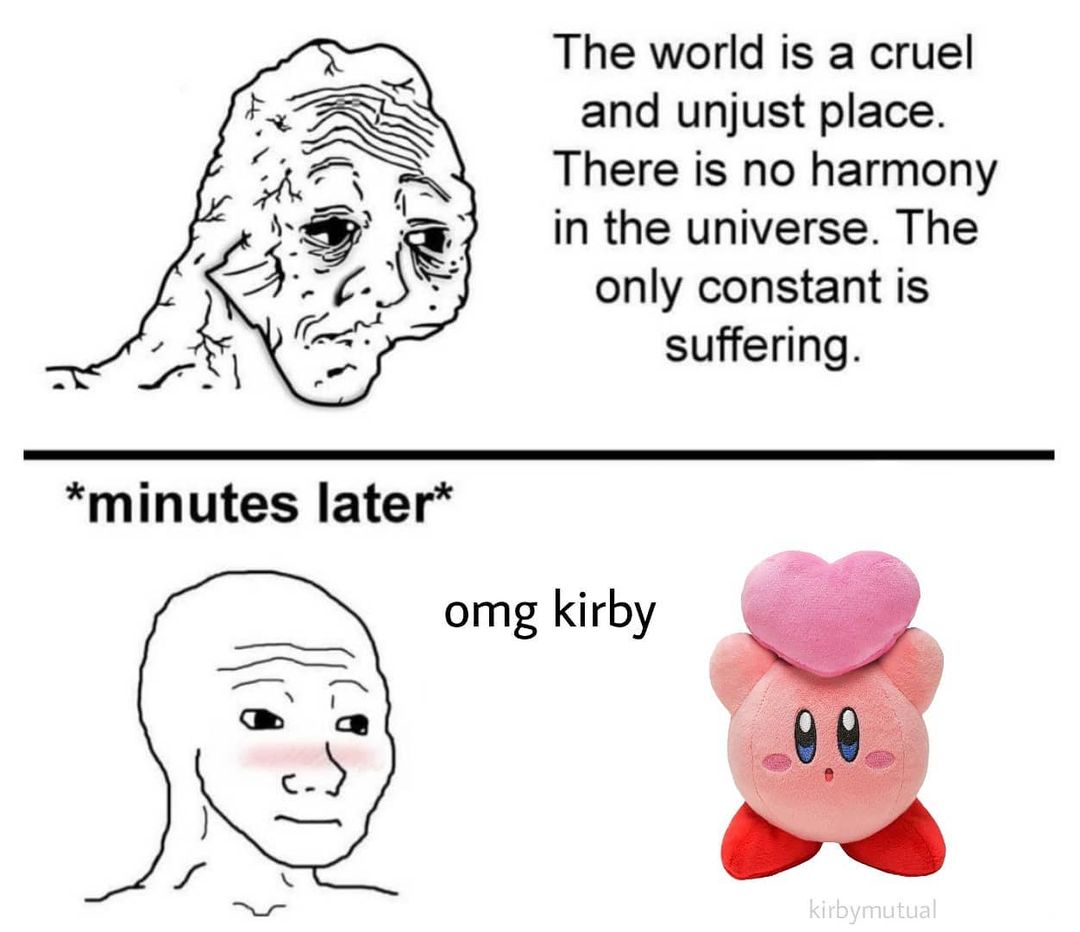 The world is a cruel
and unjust place.
There is no harmony
in the universe. The
only constant is
suffering.
*minutes later*
omg kirby
kirbymutual